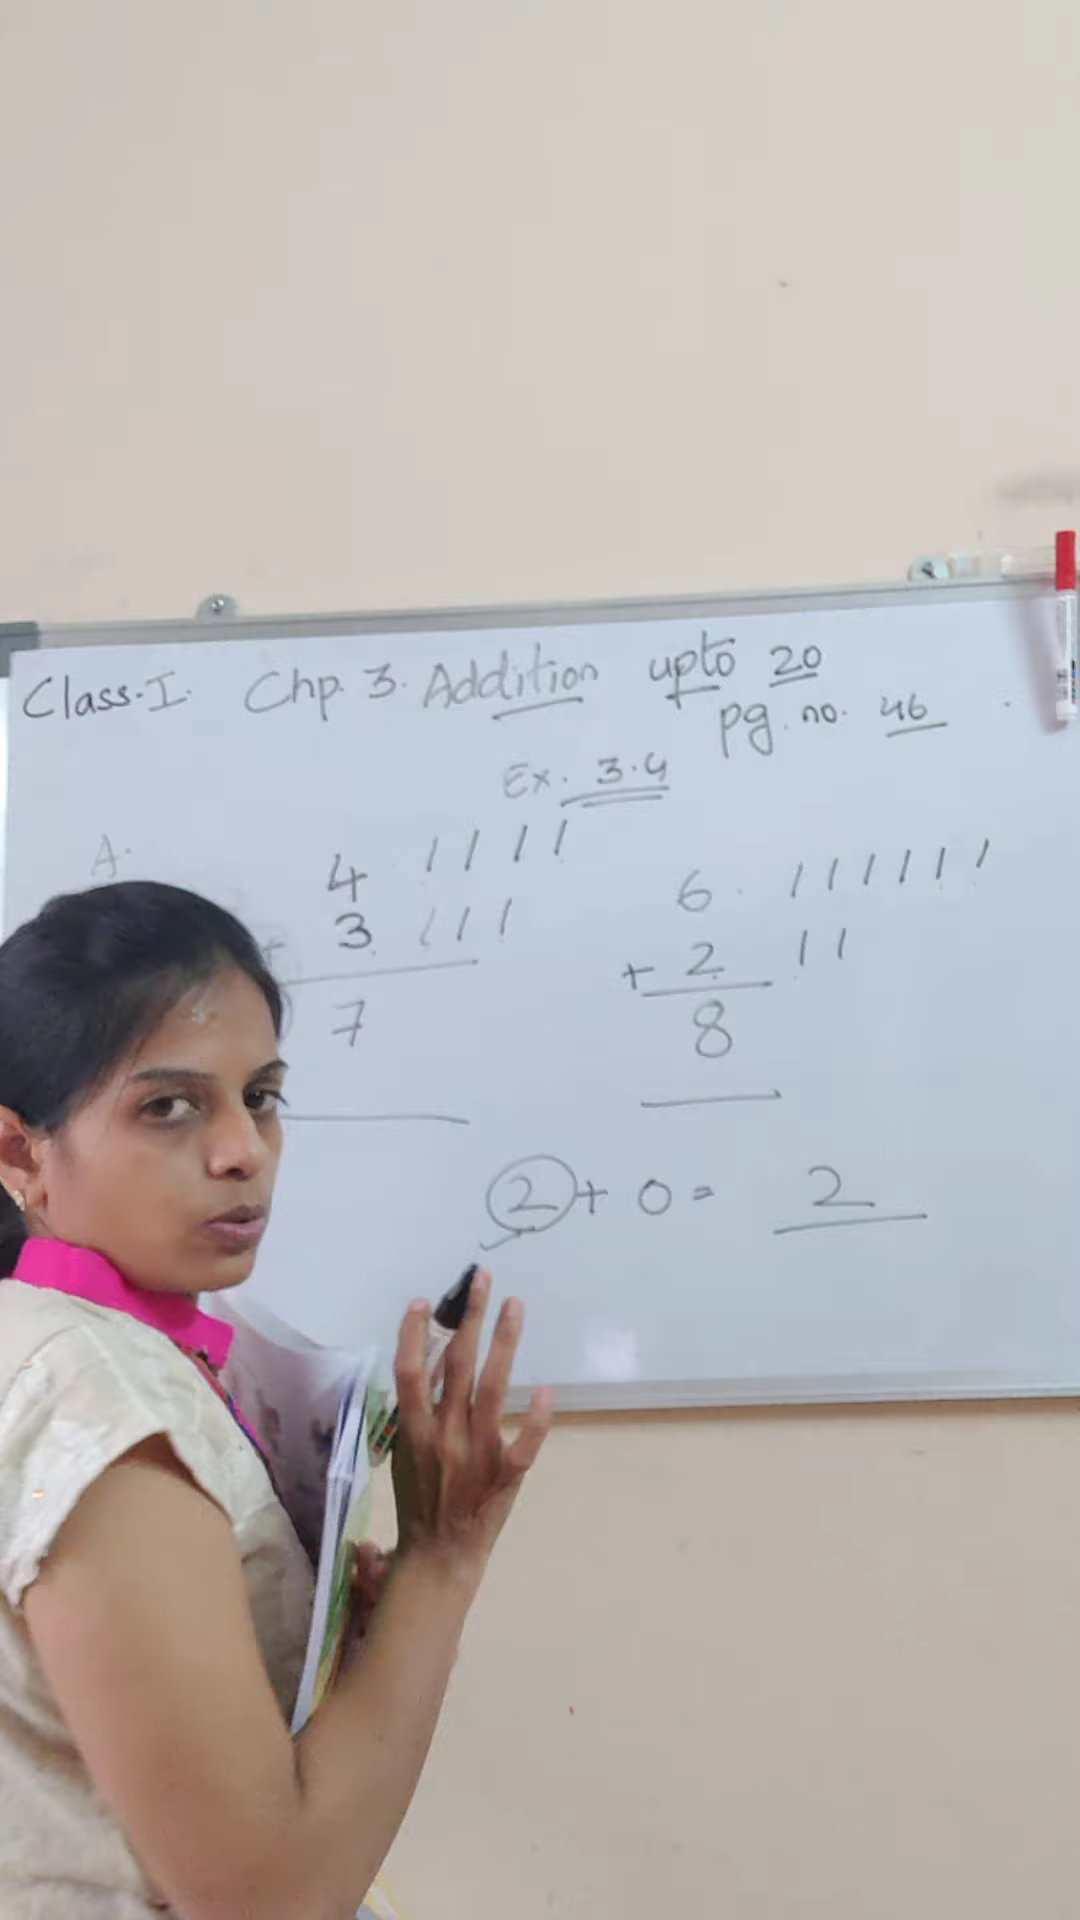 Class.I. Chp. 3. Addition upto 20
pg. no. 46
Ex. 3.4
A.
4 ||||
+ 3 |||
7
6. ||||||
+ 2 ||
8
2 + 0 = 2